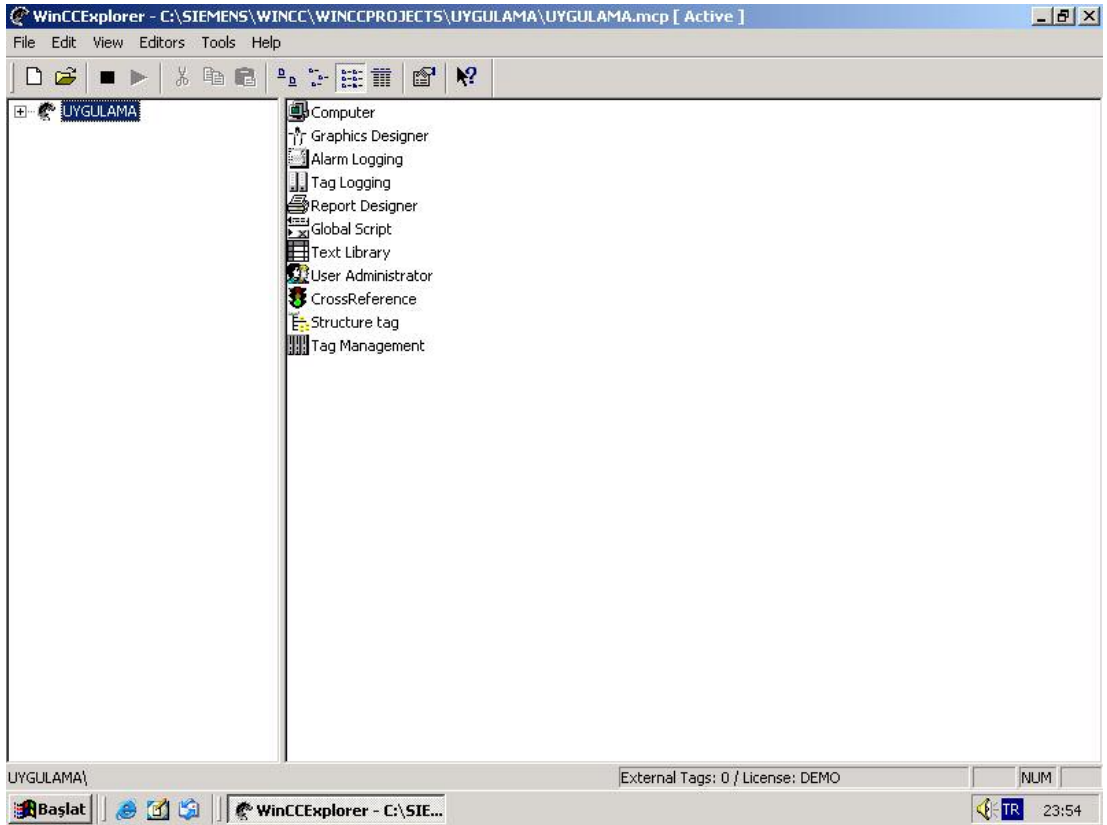 WinCCExplorer - C:\SIEMENS\WINCC\WINCCPROJECTS\UYGULAMA\UYGULAMA.mcp [ Active ]
File Edit View Editors Tools Help
UYGULAMA
Computer
Graphics Designer
Alarm Logging
Tag Logging
Report Designer
Global Script
Text Library
User Administrator
CrossReference
Structure tag
Tag Management
UYGULAMA\ External Tags: 0 / License: DEMO NUM
Başlat WinCCExplorer - C:\SIE... TR 23:54